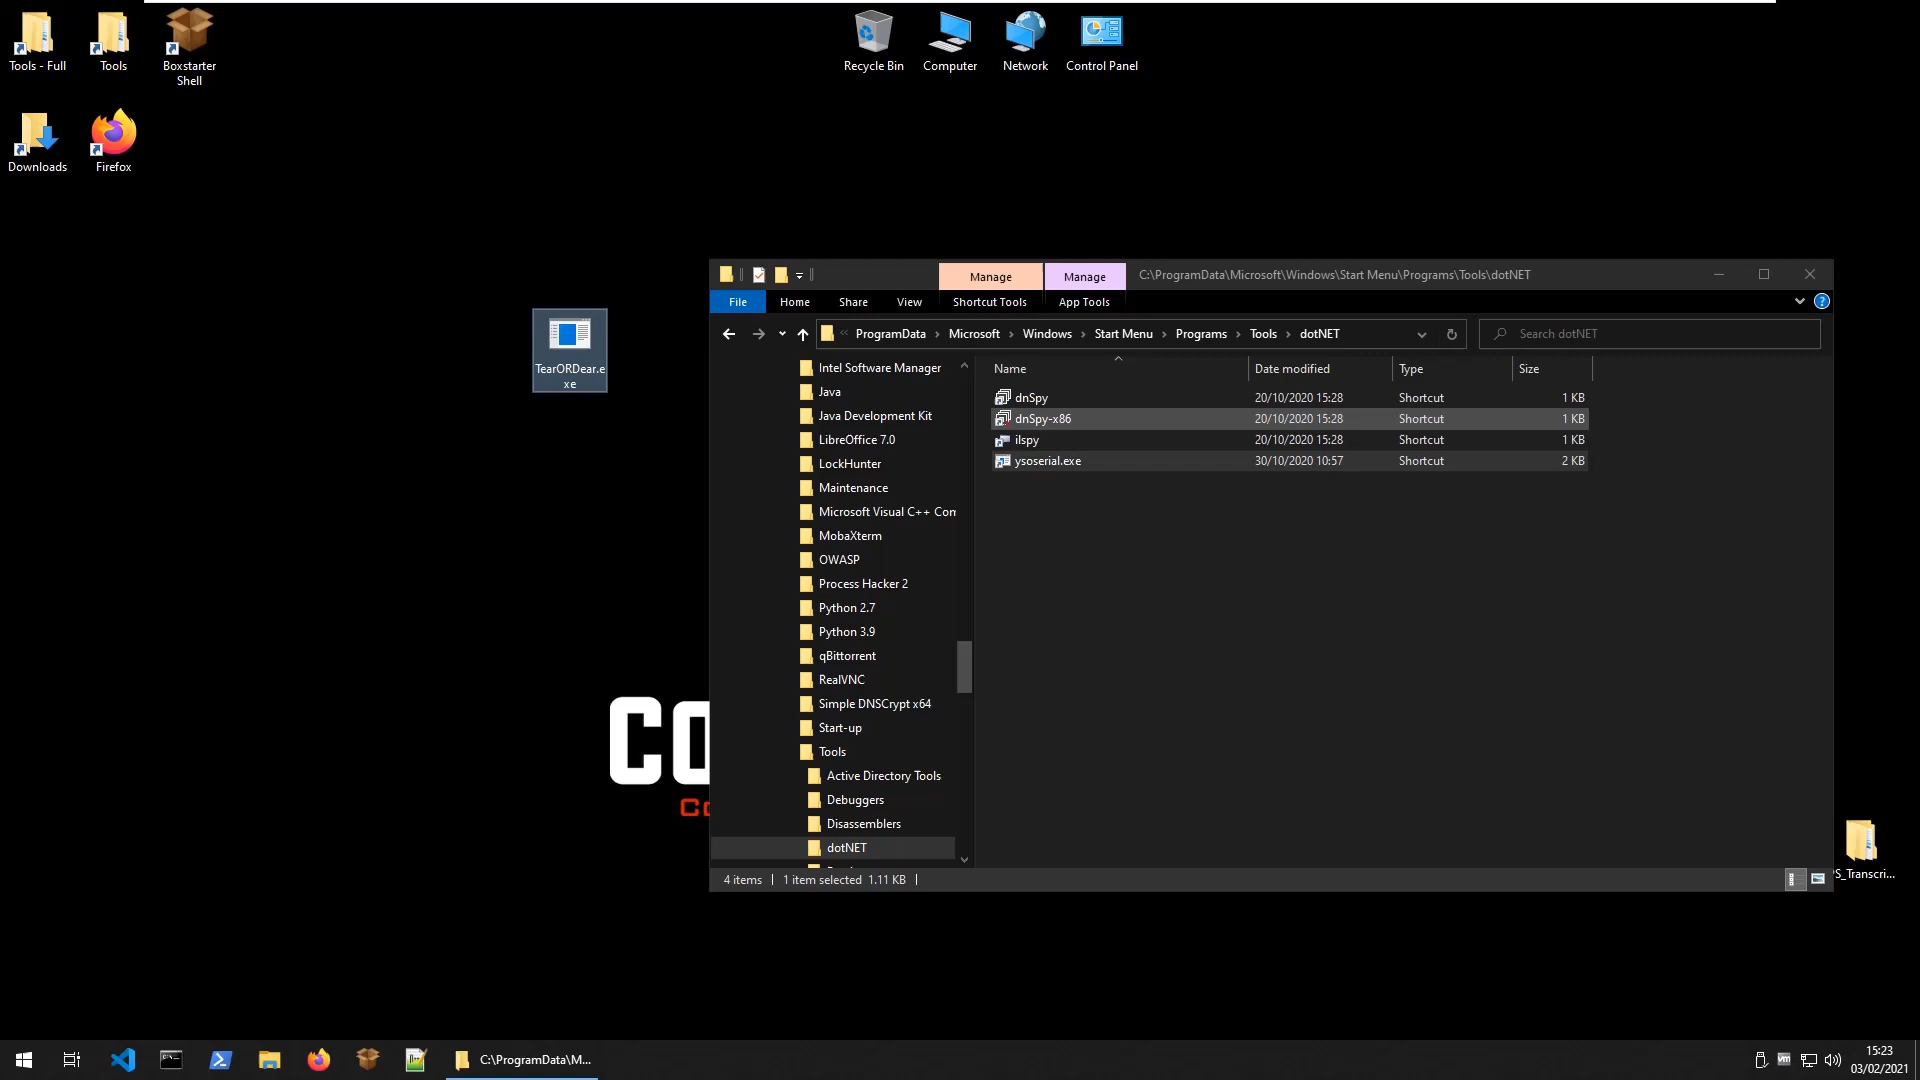 Tools - Full
Tools
Boxstarter
Shell
Recycle Bin
Computer
Network
Control Panel
Downloads
Firefox
TearORDear.e
xe
Manage
Manage
C:\ProgramData\Microsoft\Windows\Start Menu\Programs\Tools\dotNET
File
Home
Share
View
Shortcut Tools
App Tools
ProgramData
Microsoft
Windows
Start Menu
Programs
Tools
dotNET
Search dotNET
Intel Software Manager
Java
Java Development Kit
LibreOffice 7.0
LockHunter
Maintenance
Microsoft Visual C++ Com
MobaXterm
OWASP
Process Hacker 2
Python 2.7
Python 3.9
qBittorrent
RealVNC
Simple DNSCrypt x64
Start-up
Tools
Active Directory Tools
Debuggers
Disassemblers
dotNET
Name Date modified Type Size
dnSpy 20/10/2020 15:28 Shortcut 1 KB
dnSpy-x86 20/10/2020 15:28 Shortcut 1 KB
ilspy 20/10/2020 15:28 Shortcut 1 KB
ysoserial.exe 30/10/2020 10:57 Shortcut 2 KB
4 items 1 item selected 1.11 KB
CO
Co
PS_Transcri...
C:\ProgramData\M...
15:23
03/02/2021